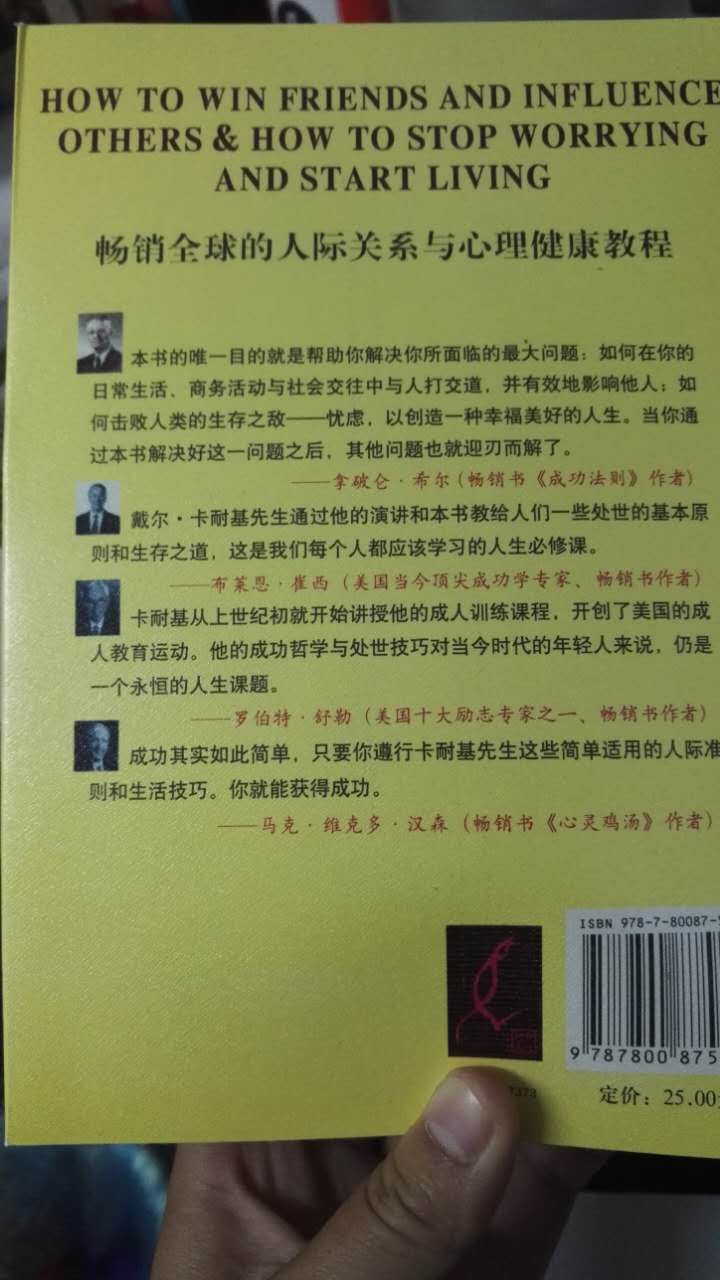 HOW TO WIN FRIENDS AND INFLUENCE
OTHERS & HOW TO STOP WORRYING
AND START LIVING
畅销全球的人际关系与心理健康教程
本书的唯一目的就是帮助你解决你所面临的最大问题：如何在你的
日常生活、商务活动与社会交往中与人打交道，并有效地影响他人；如
何击败人类的生存之敌——忧虑，以创造一种幸福美好的人生。当你通
过本书解决好这一问题之后，其他问题也就迎刃而解了。
——拿破仑·希尔（畅销书《成功法则》作者）
戴尔·卡耐基先生通过他的演讲和本书教给人们一些处世的基本原
则和生存之道，这是我们每个人都应该学习的人生必修课。
——布莱恩·崔西（美国当今顶尖成功学专家、畅销书作者）
卡耐基从上世纪初就开始讲授他的成人训练课程，开创了美国的成
人教育运动。他的成功哲学与处世技巧对当今时代的年轻人来说，仍是
一个永恒的人生课题。
——罗伯特·舒勒（美国十大励志专家之一、畅销书作者）
成功其实如此简单，只要你遵行卡耐基先生这些简单适用的人际准
则和生活技巧。你就能获得成功。
——马克·维克多·汉森（畅销书《心灵鸡汤》作者）
ISBN 978-7-80087-
9 787800 875
定价：25.00